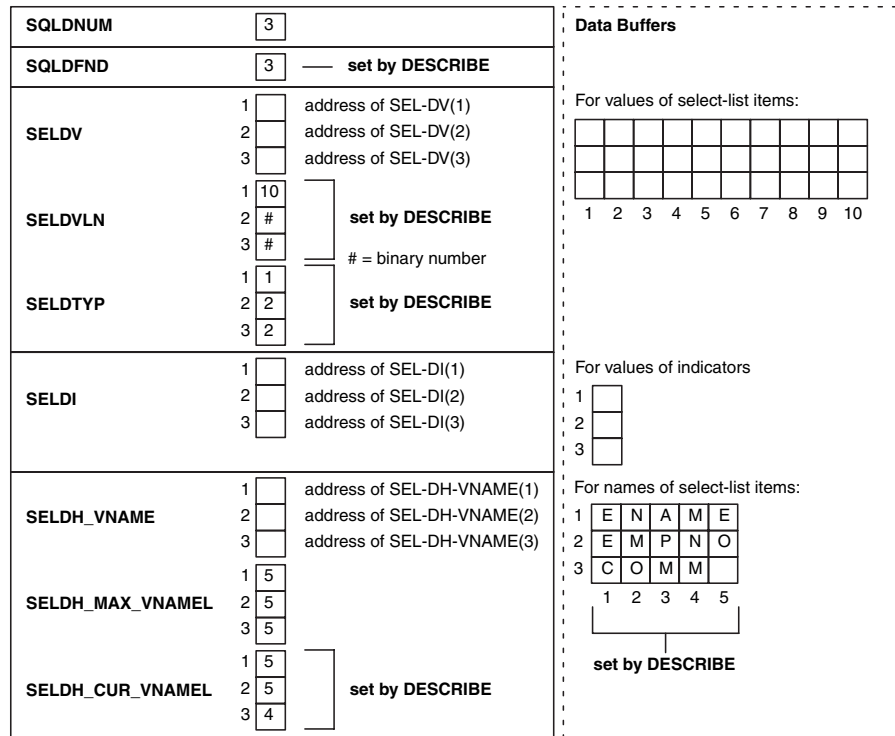 SQLDNUM 3
SQLDFND 3 set by DESCRIBE
SELDV
1 address of SEL-DV(1)
2 address of SEL-DV(2)
3 address of SEL-DV(3)
SELDVLN
1 10
2 #
3 #
set by DESCRIBE
# = binary number
SELDTYP
1 1
2 2
3 2
set by DESCRIBE
SELDI
1 address of SEL-DI(1)
2 address of SEL-DI(2)
3 address of SEL-DI(3)
SELDH_VNAME
1 address of SEL-DH-VNAME(1)
2 address of SEL-DH-VNAME(2)
3 address of SEL-DH-VNAME(3)
SELDH_MAX_VNAMEL
1 5
2 5
3 5
SELDH_CUR_VNAMEL
1 5
2 5
3 4
set by DESCRIBE
Data Buffers
For values of select-list items:
1 2 3 4 5 6 7 8 9 10
For values of indicators
1
2
3
For names of select-list items:
1 E N A M E
2 E M P N O
3 C O M M
1 2 3 4 5
set by DESCRIBE